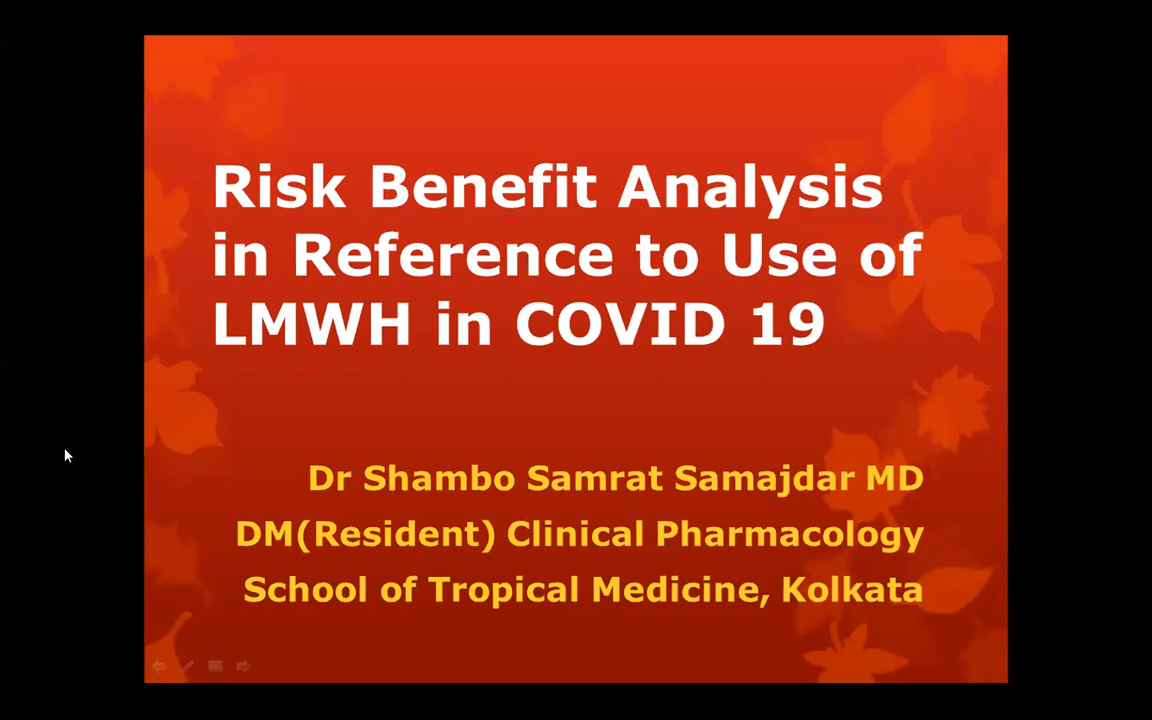 Risk Benefit Analysis
in Reference to Use of
LMWH in COVID 19
Dr Shambo Samrat Samajdar MD
DM(Resident) Clinical Pharmacology
School of Tropical Medicine, Kolkata